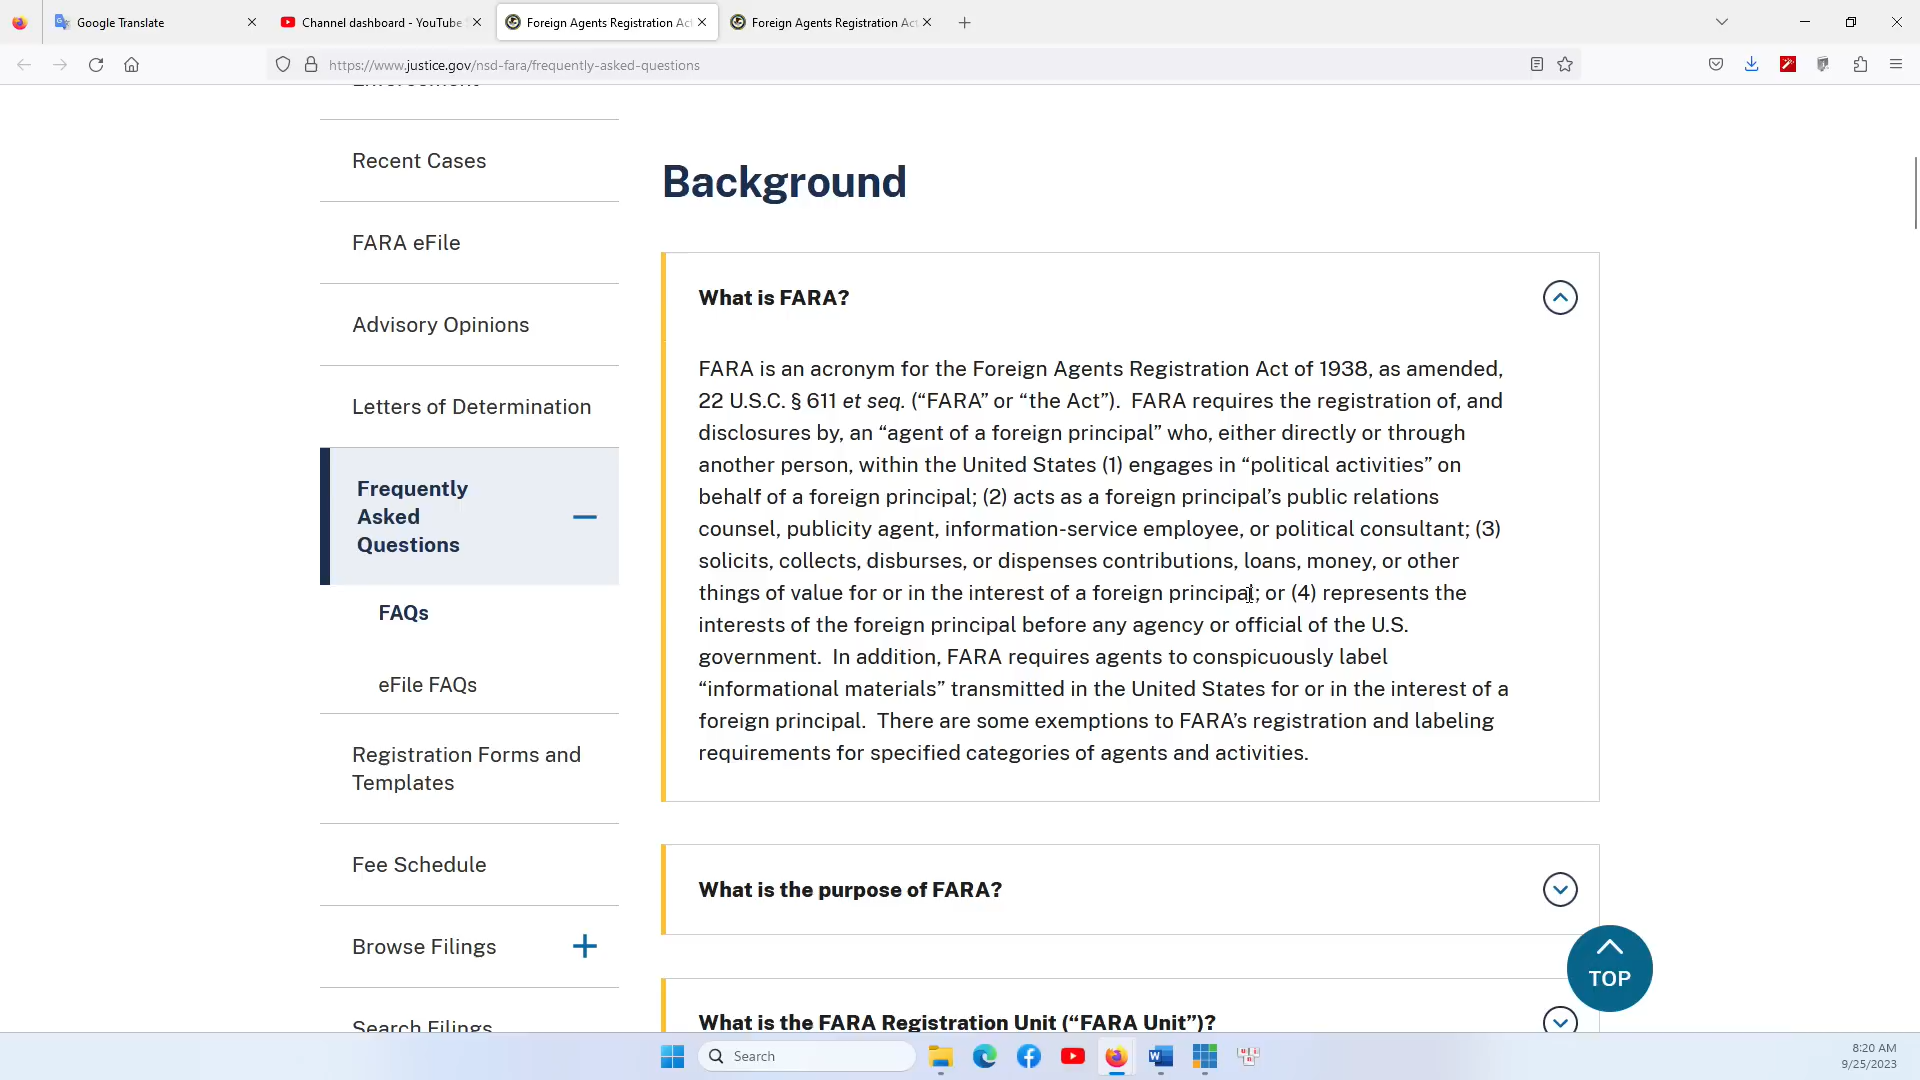 Google Translate
Channel dashboard - YouTube
Foreign Agents Registration Act
Foreign Agents Registration Act
https://www.justice.gov/nsd-fara/frequently-asked-questions
Enforcement
Recent Cases
FARA eFile
Advisory Opinions
Letters of Determination
Frequently
Asked
Questions
FAQs
eFile FAQs
Registration Forms and
Templates
Fee Schedule
Browse Filings
Search Filings
Background
What is FARA?
FARA is an acronym for the Foreign Agents Registration Act of 1938, as amended,
22 U.S.C. § 611 et seq. (“FARA” or “the Act”).  FARA requires the registration of, and
disclosures by, an “agent of a foreign principal” who, either directly or through
another person, within the United States (1) engages in “political activities” on
behalf of a foreign principal; (2) acts as a foreign principal’s public relations
counsel, publicity agent, information-service employee, or political consultant; (3)
solicits, collects, disburses, or dispenses contributions, loans, money, or other
things of value for or in the interest of a foreign principal; or (4) represents the
interests of the foreign principal before any agency or official of the U.S.
government.  In addition, FARA requires agents to conspicuously label
“informational materials” transmitted in the United States for or in the interest of a
foreign principal.  There are some exemptions to FARA’s registration and labeling
requirements for specified categories of agents and activities.
What is the purpose of FARA?
What is the FARA Registration Unit (“FARA Unit”)?
TOP
Search
8:20 AM
9/25/2023